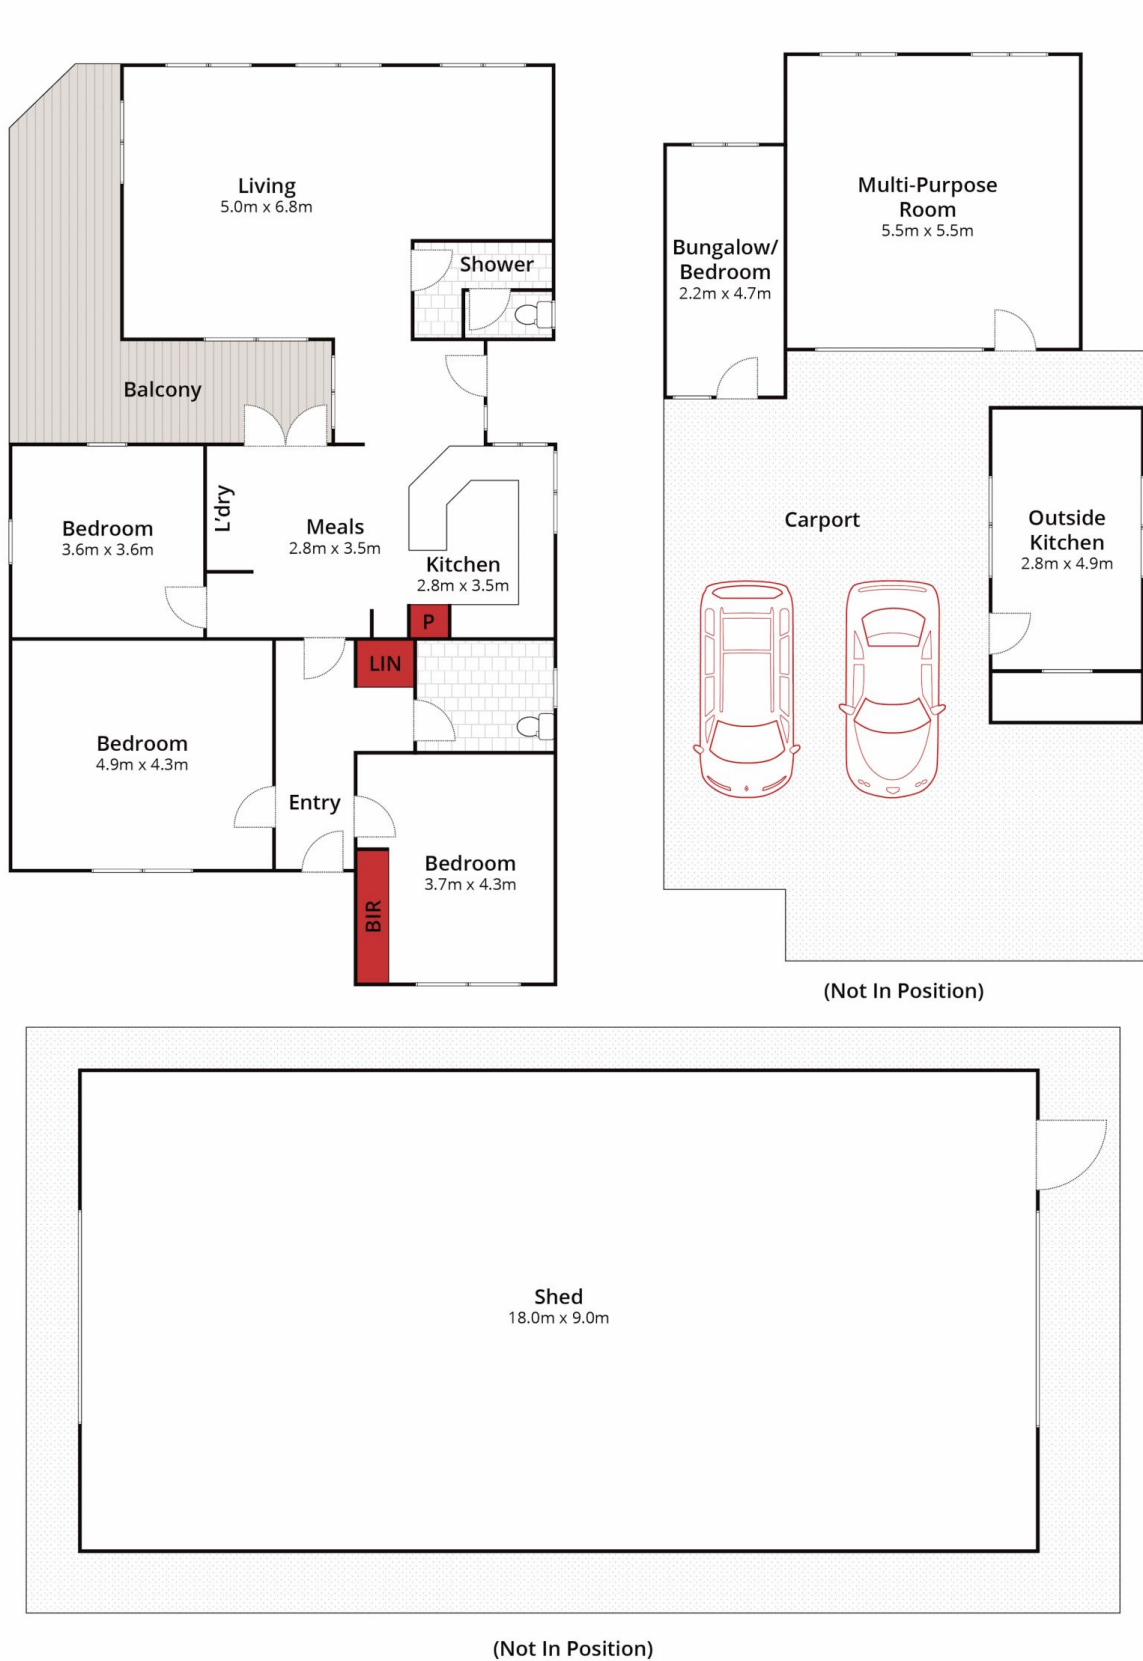 Living
5.0m x 6.8m
Shower
Balcony
Bedroom
3.6m x 3.6m
L'dry
Meals
2.8m x 3.5m
Kitchen
2.8m x 3.5m
P
LIN
Bedroom
4.9m x 4.3m
Entry
Bedroom
3.7m x 4.3m
BIR
Multi-Purpose
Room
5.5m x 5.5m
Bungalow/
Bedroom
2.2m x 4.7m
Carport
Outside
Kitchen
2.8m x 4.9m
(Not In Position)
Shed
18.0m x 9.0m
(Not In Position)